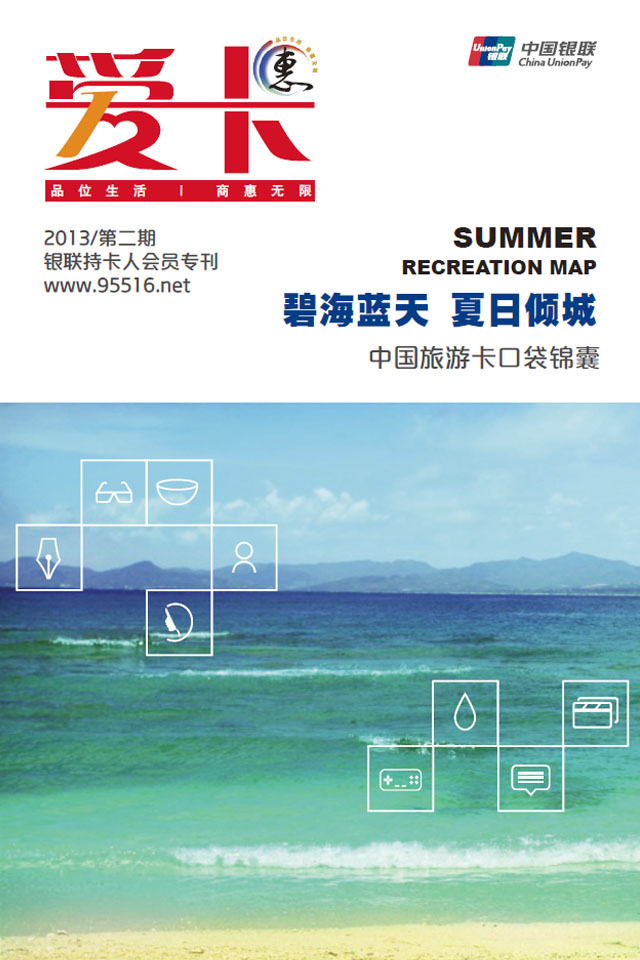 爱卡
惠
品位生活 | 商惠无限
UnionPay
银联
中国银联
China UnionPay
2013/第二期
银联持卡人会员专刊
www.95516.net
SUMMER
RECREATION MAP
碧海蓝天 夏日倾城
中国旅游卡口袋锦囊